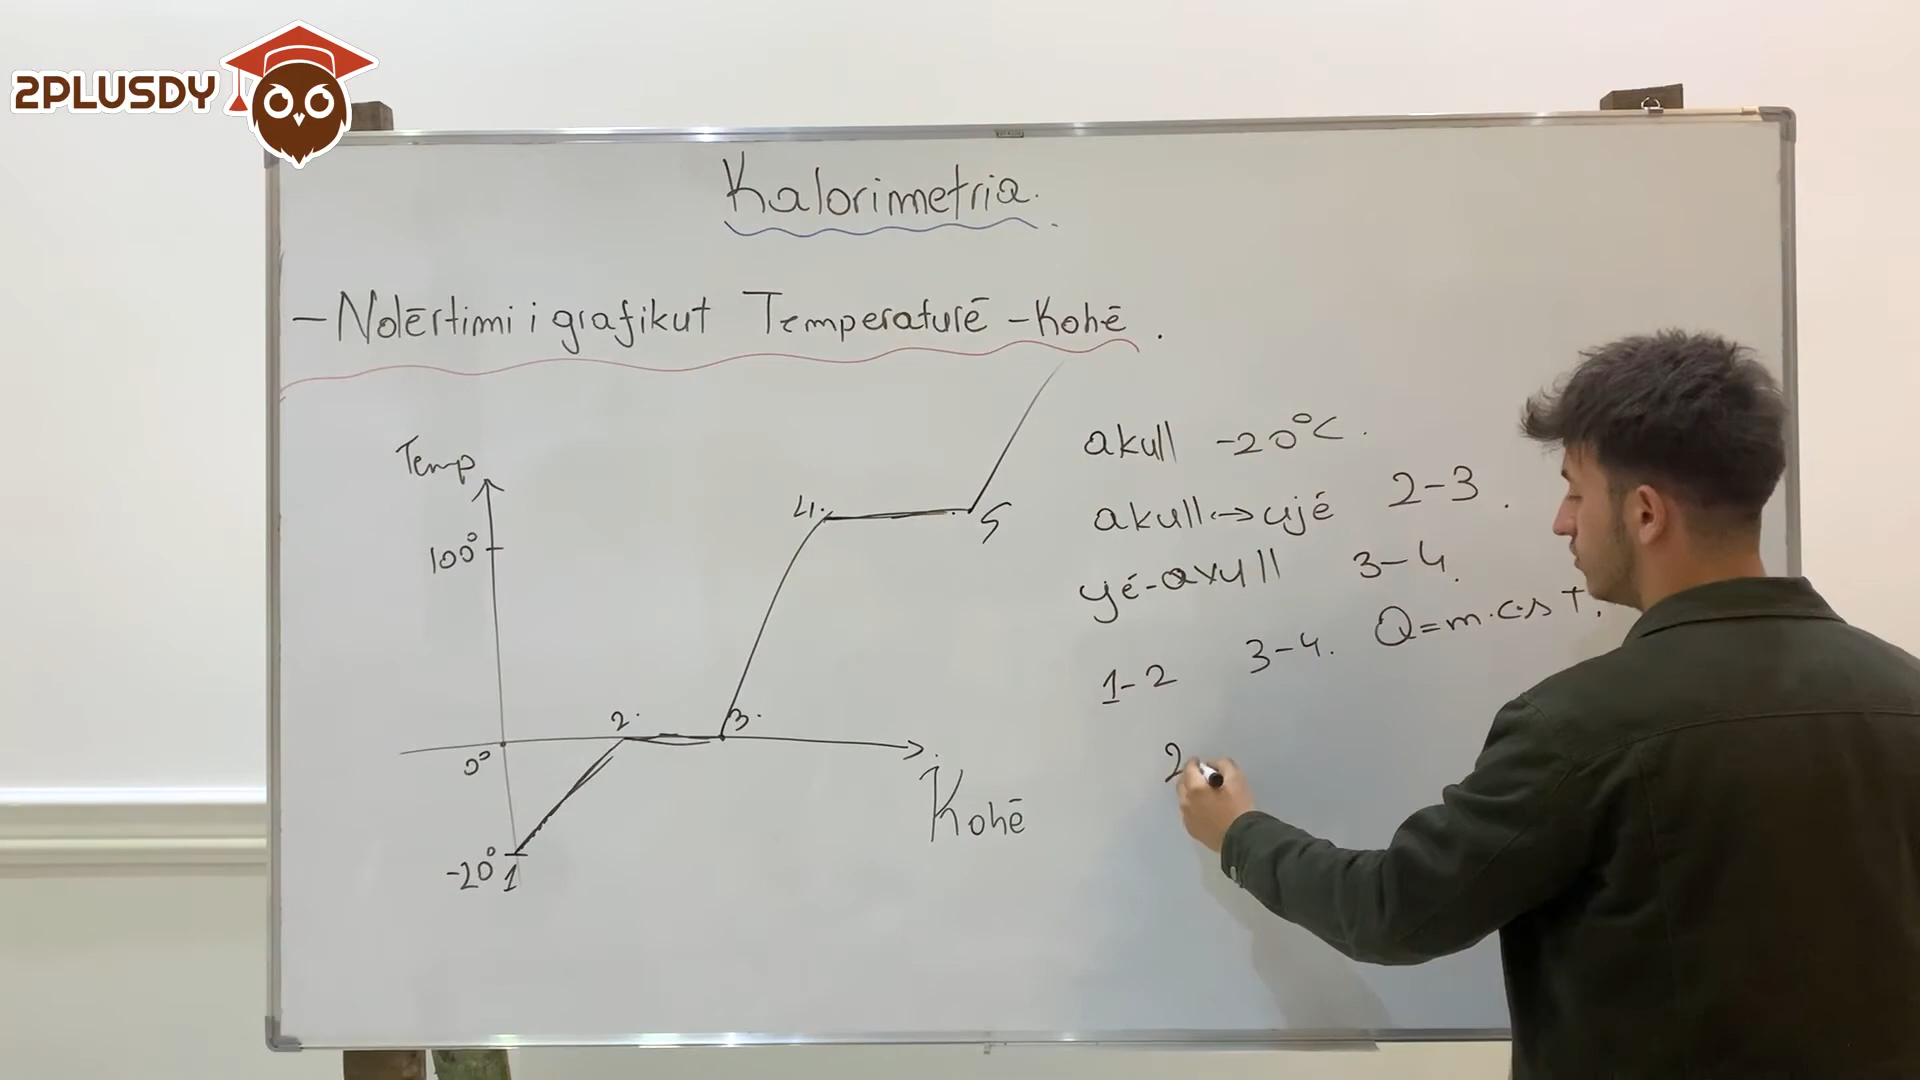 2PLUSDY
Kalorimetria.
- Ndërtimi i grafikut Temperaturë - Kohë.
Temp
100°
0°
-20°
1
2.
3.
4.
5
Kohë
akull -20°C.
akull↔ujë 2-3.
ujë-avull 3-4.
1-2 3-4. Q=m.c.ΔT.
2